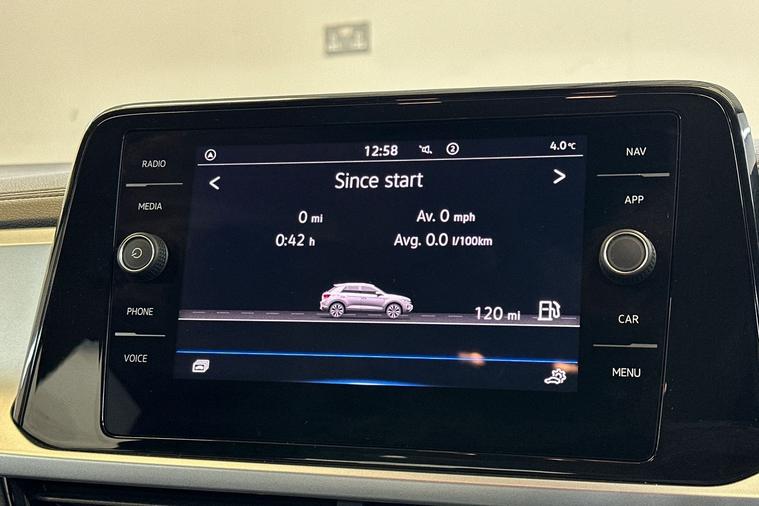 RADIO
MEDIA
PHONE
VOICE
12:58
2
4.0°C
<
Since start
>
0 mi
Av. 0 mph
0:42 h
Avg. 0.0 l/100km
120 mi
NAV
APP
CAR
MENU